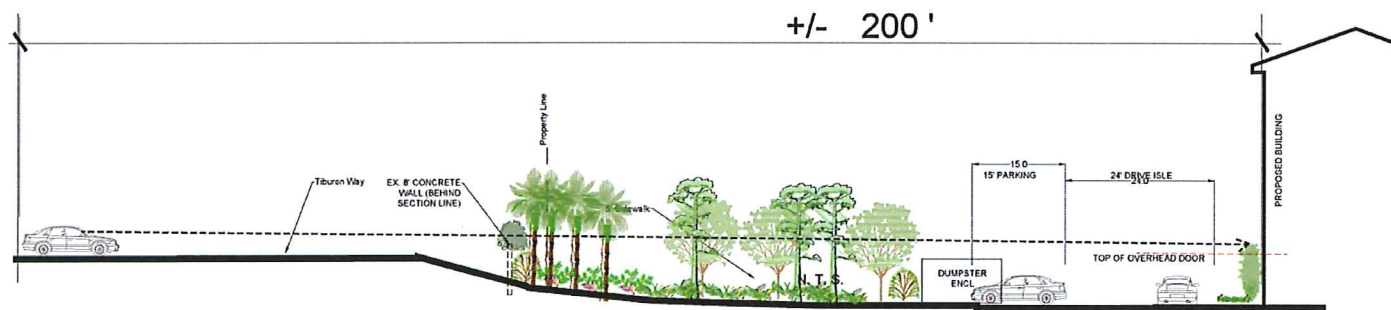 +/- 200 '
Property Line
Tiburon Way
EX. 8' CONCRETE
WALL (BEHIND
SECTION LINE)
5' Sidewalk
15.0
15' PARKING
24' DRIVE ISLE
24.0
PROPOSED BUILDING
TOP OF OVERHEAD DOOR
N. T. S.
DUMPSTER
ENCL